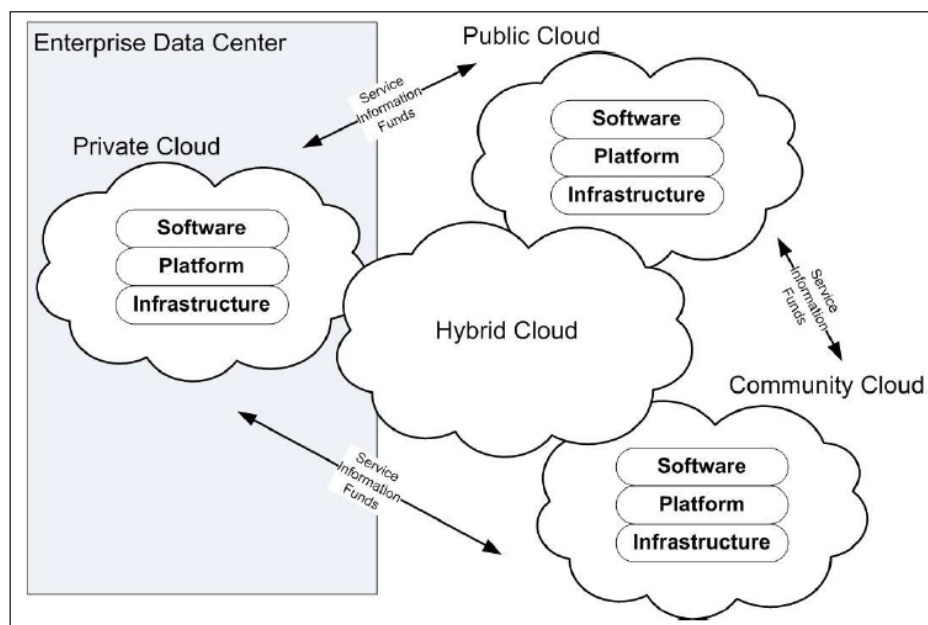 Enterprise Data Center
Public Cloud
Service
Information
Funds
Software
Platform
Infrastructure
Private Cloud
Software
Platform
Infrastructure
Service
Information
Funds
Hybrid Cloud
Community Cloud
Service
Information
Funds
Software
Platform
Infrastructure